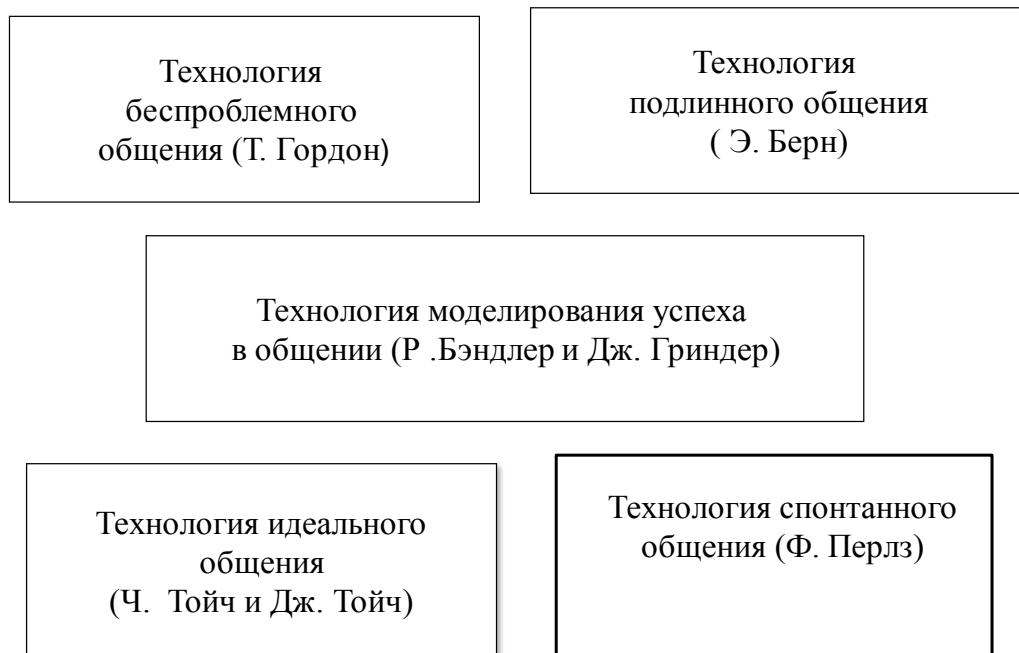 Технология
беспроблемного
общения (Т. Гордон)
Технология
подлинного общения
( Э. Берн)
Технология моделирования успеха
в общении (Р .Бэндлер и Дж. Гриндер)
Технология идеального
общения
(Ч. Тойч и Дж. Тойч)
Технология спонтанного
общения (Ф. Перлз)